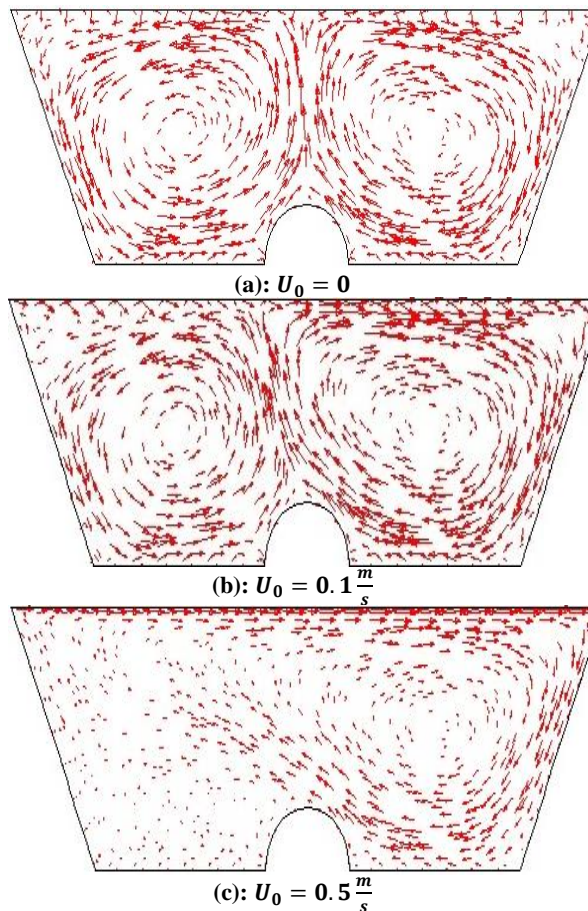 (a): U₀ = 0
(b): U₀ = 0.1 m/s
(c): U₀ = 0.5 m/s